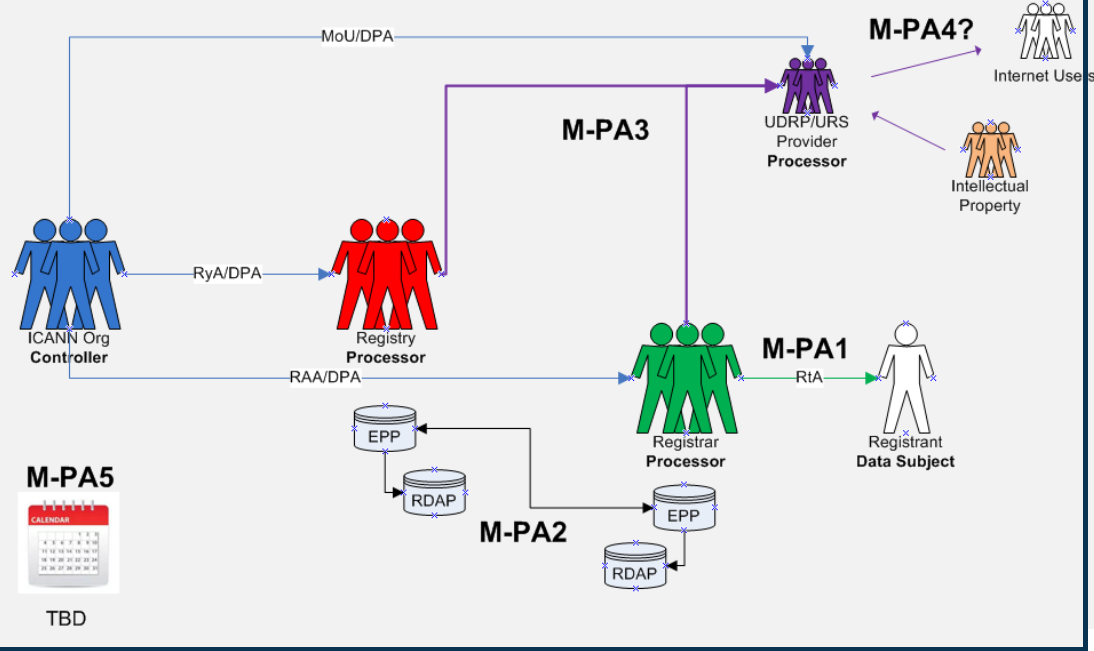 MoU/DPA
M-PA4?
Internet Users
UDRP/URS
Provider
Processor
M-PA3
Intellectual
Property
RyA/DPA
ICANN Org
Controller
Registry
Processor
RAA/DPA
M-PA1
RtA
Registrar
Processor
Registrant
Data Subject
EPP
RDAP
M-PA2
EPP
RDAP
M-PA5
CALENDAR
TBD